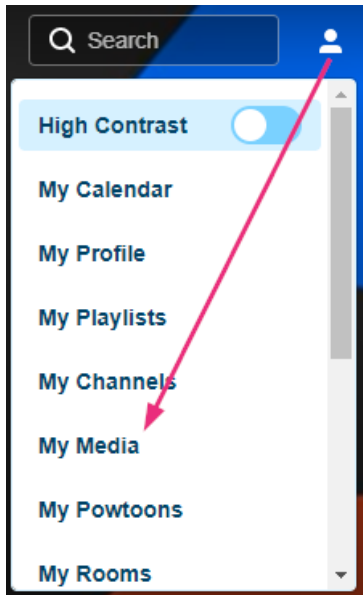 Search
High Contrast
My Calendar
My Profile
My Playlists
My Channels
My Media
My Powtoons
My Rooms